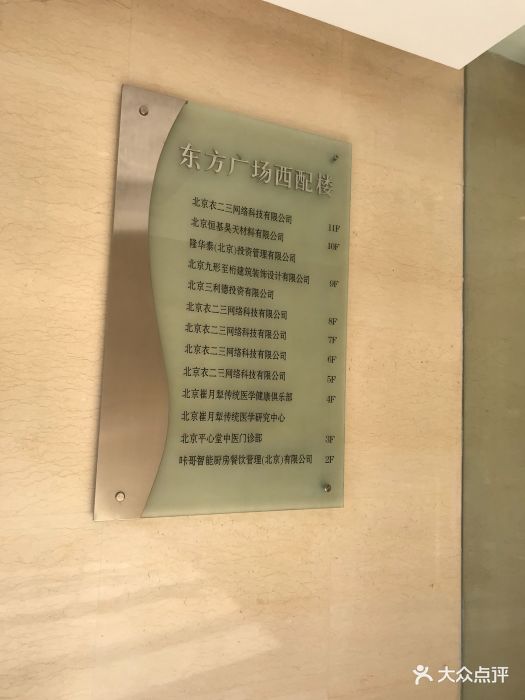 东方广场西配楼
北京衣二三网络科技有限公司 11F
北京恒基昊天材料有限公司 10F
隆华泰(北京)投资管理有限公司
北京九形至桁建筑装饰设计有限公司 9F
北京三利德投资有限公司
北京衣二三网络科技有限公司 8F
北京衣二三网络科技有限公司 7F
北京衣二三网络科技有限公司 6F
北京衣二三网络科技有限公司 5F
北京崔月犁传统医学健康俱乐部 4F
北京崔月犁传统医学研究中心
北京平心堂中医门诊部 3F
咔哥智能厨房餐饮管理(北京)有限公司 2F
大众点评